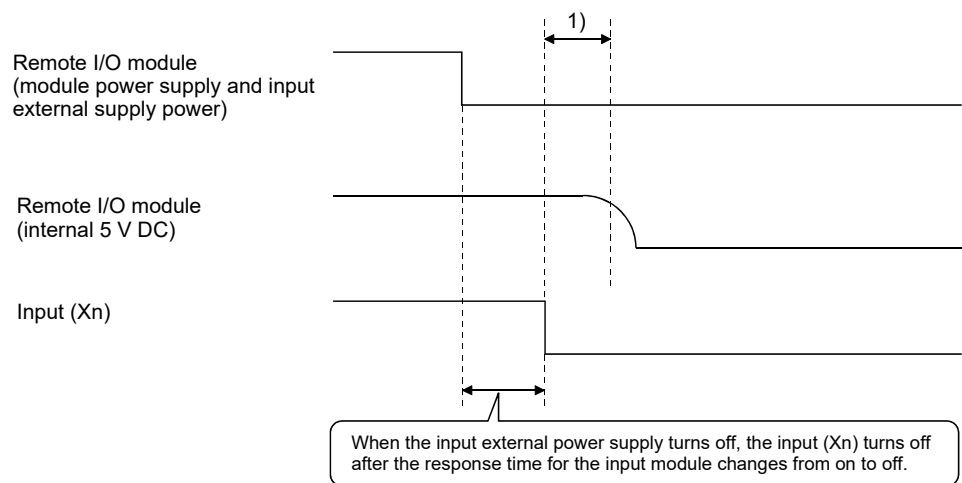 1)
Remote I/O module
(module power supply and input
external supply power)
Remote I/O module
(internal 5 V DC)
Input (Xn)
When the input external power supply turns off, the input (Xn) turns off
after the response time for the input module changes from on to off.